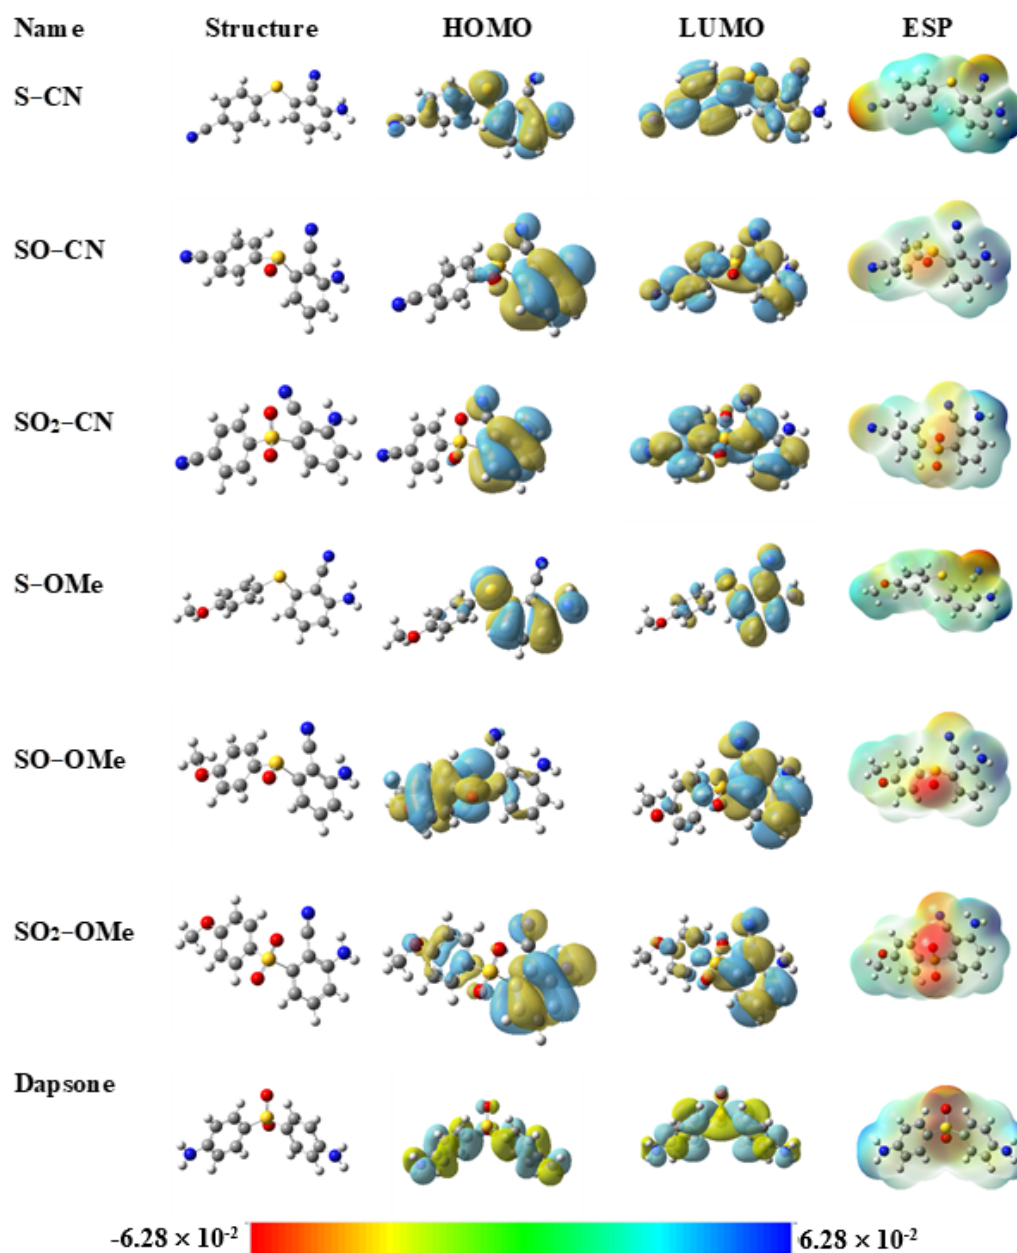 Name Structure HOMO LUMO ESP
S–CN
SO–CN
SO₂–CN
S–OMe
SO–OMe
SO₂–OMe
Dapsone
-6.28 × 10⁻² 6.28 × 10⁻²